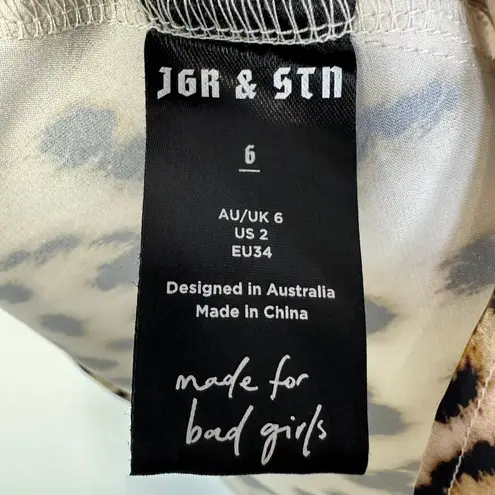 JGR & STN
6
AU/UK 6
US 2
EU34
Designed in Australia
Made in China
made for
bad girls